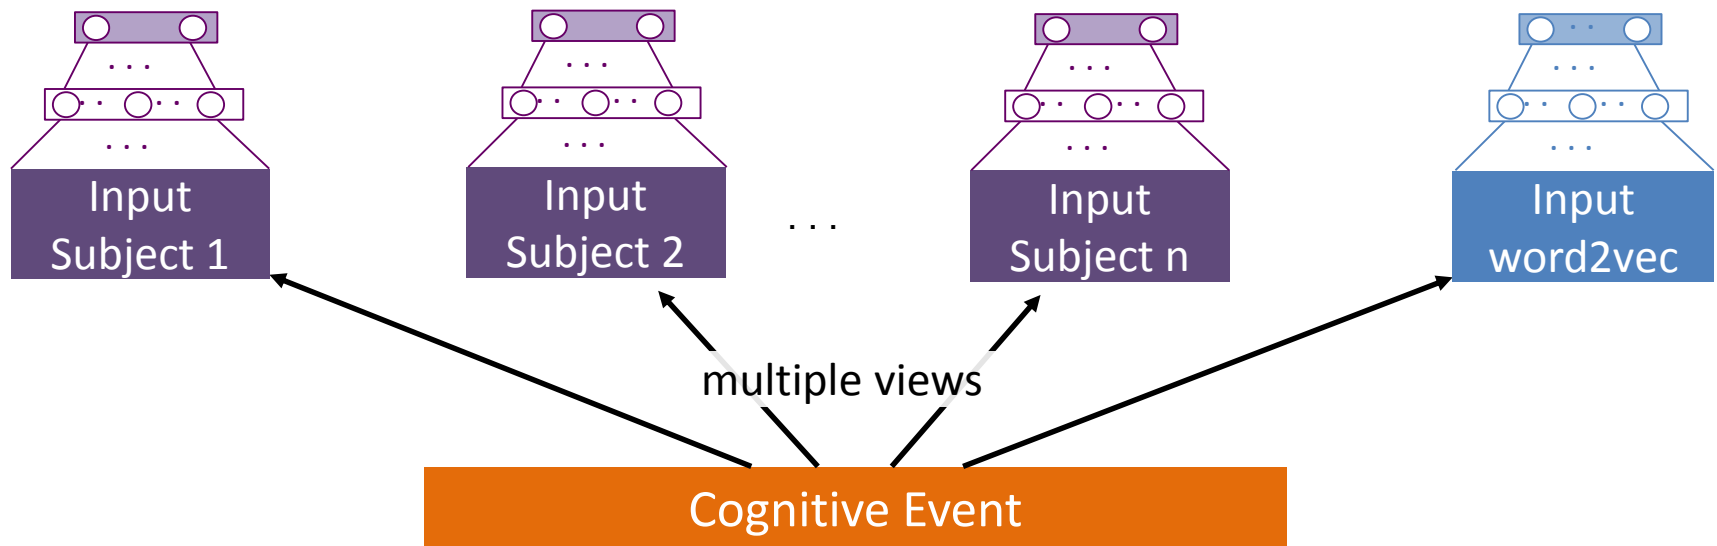 Input
Subject 1
Input
Subject 2
. . .
Input
Subject n
Input
word2vec
multiple views
Cognitive Event